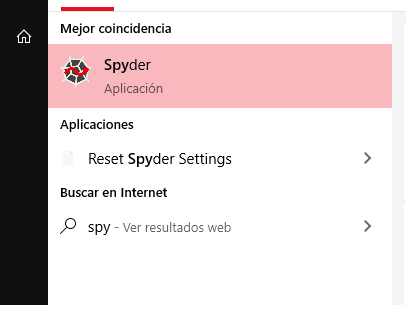 Mejor coincidencia
Spyder
Aplicación
Aplicaciones
Reset Spyder Settings
Buscar en Internet
spy - Ver resultados web